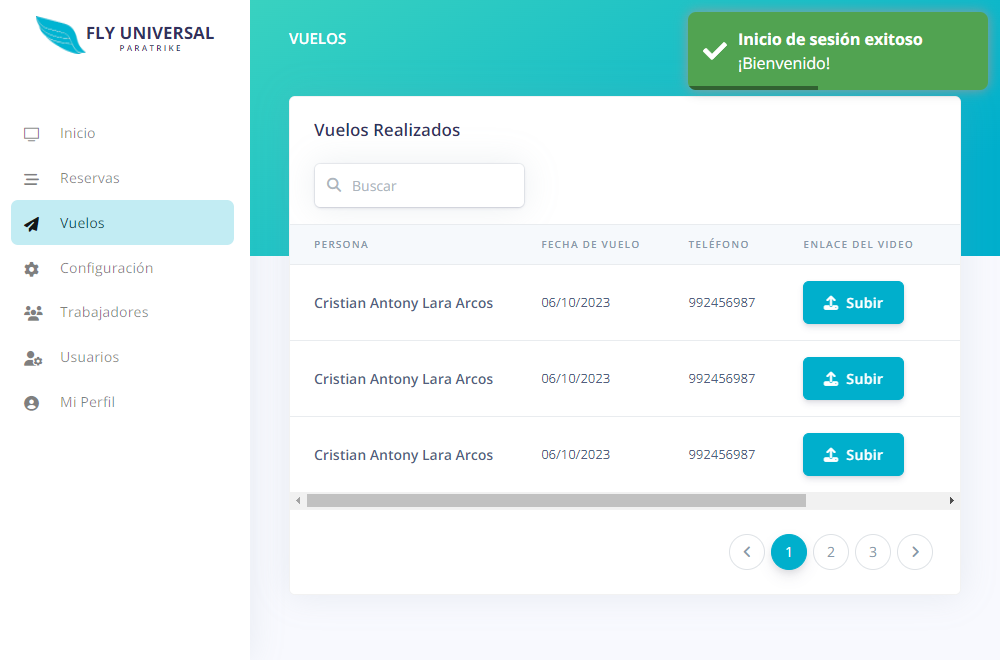 FLY UNIVERSAL
PARATRIKE
Inicio
Reservas
Vuelos
Configuración
Trabajadores
Usuarios
Mi Perfil
VUELOS
Inicio de sesión exitoso
¡Bienvenido!
Vuelos Realizados
Buscar
PERSONA FECHA DE VUELO TELÉFONO ENLACE DEL VIDEO
Cristian Antony Lara Arcos 06/10/2023 992456987 Subir
Cristian Antony Lara Arcos 06/10/2023 992456987 Subir
Cristian Antony Lara Arcos 06/10/2023 992456987 Subir
1 2 3